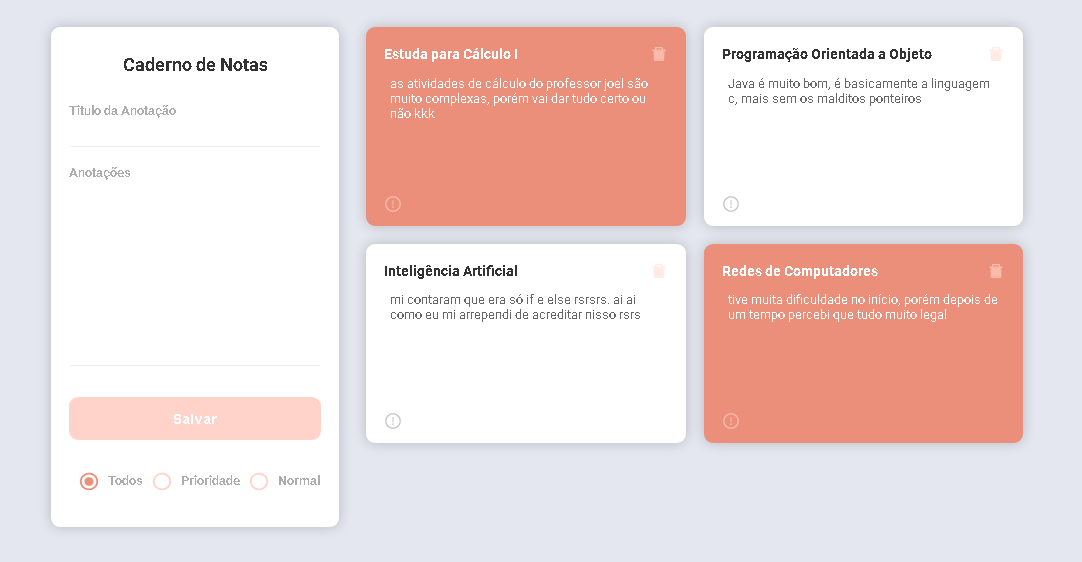 Caderno de Notas
Título da Anotação
Anotações
Salvar
Todos Prioridade Normal
Estuda para Cálculo I
as atividades de cálculo do professor joel são
muito complexas, porém vai dar tudo certo ou
não kkk
Programação Orientada a Objeto
Java é muito bom, é basicamente a linguagem
c, mais sem os malditos ponteiros
Inteligência Artificial
mi contaram que era só if e else rsrsrs. ai ai
como eu mi arrependi de acreditar nisso rsrs
Redes de Computadores
tive muita dificuldade no início, porém depois de
um tempo percebi que tudo muito legal